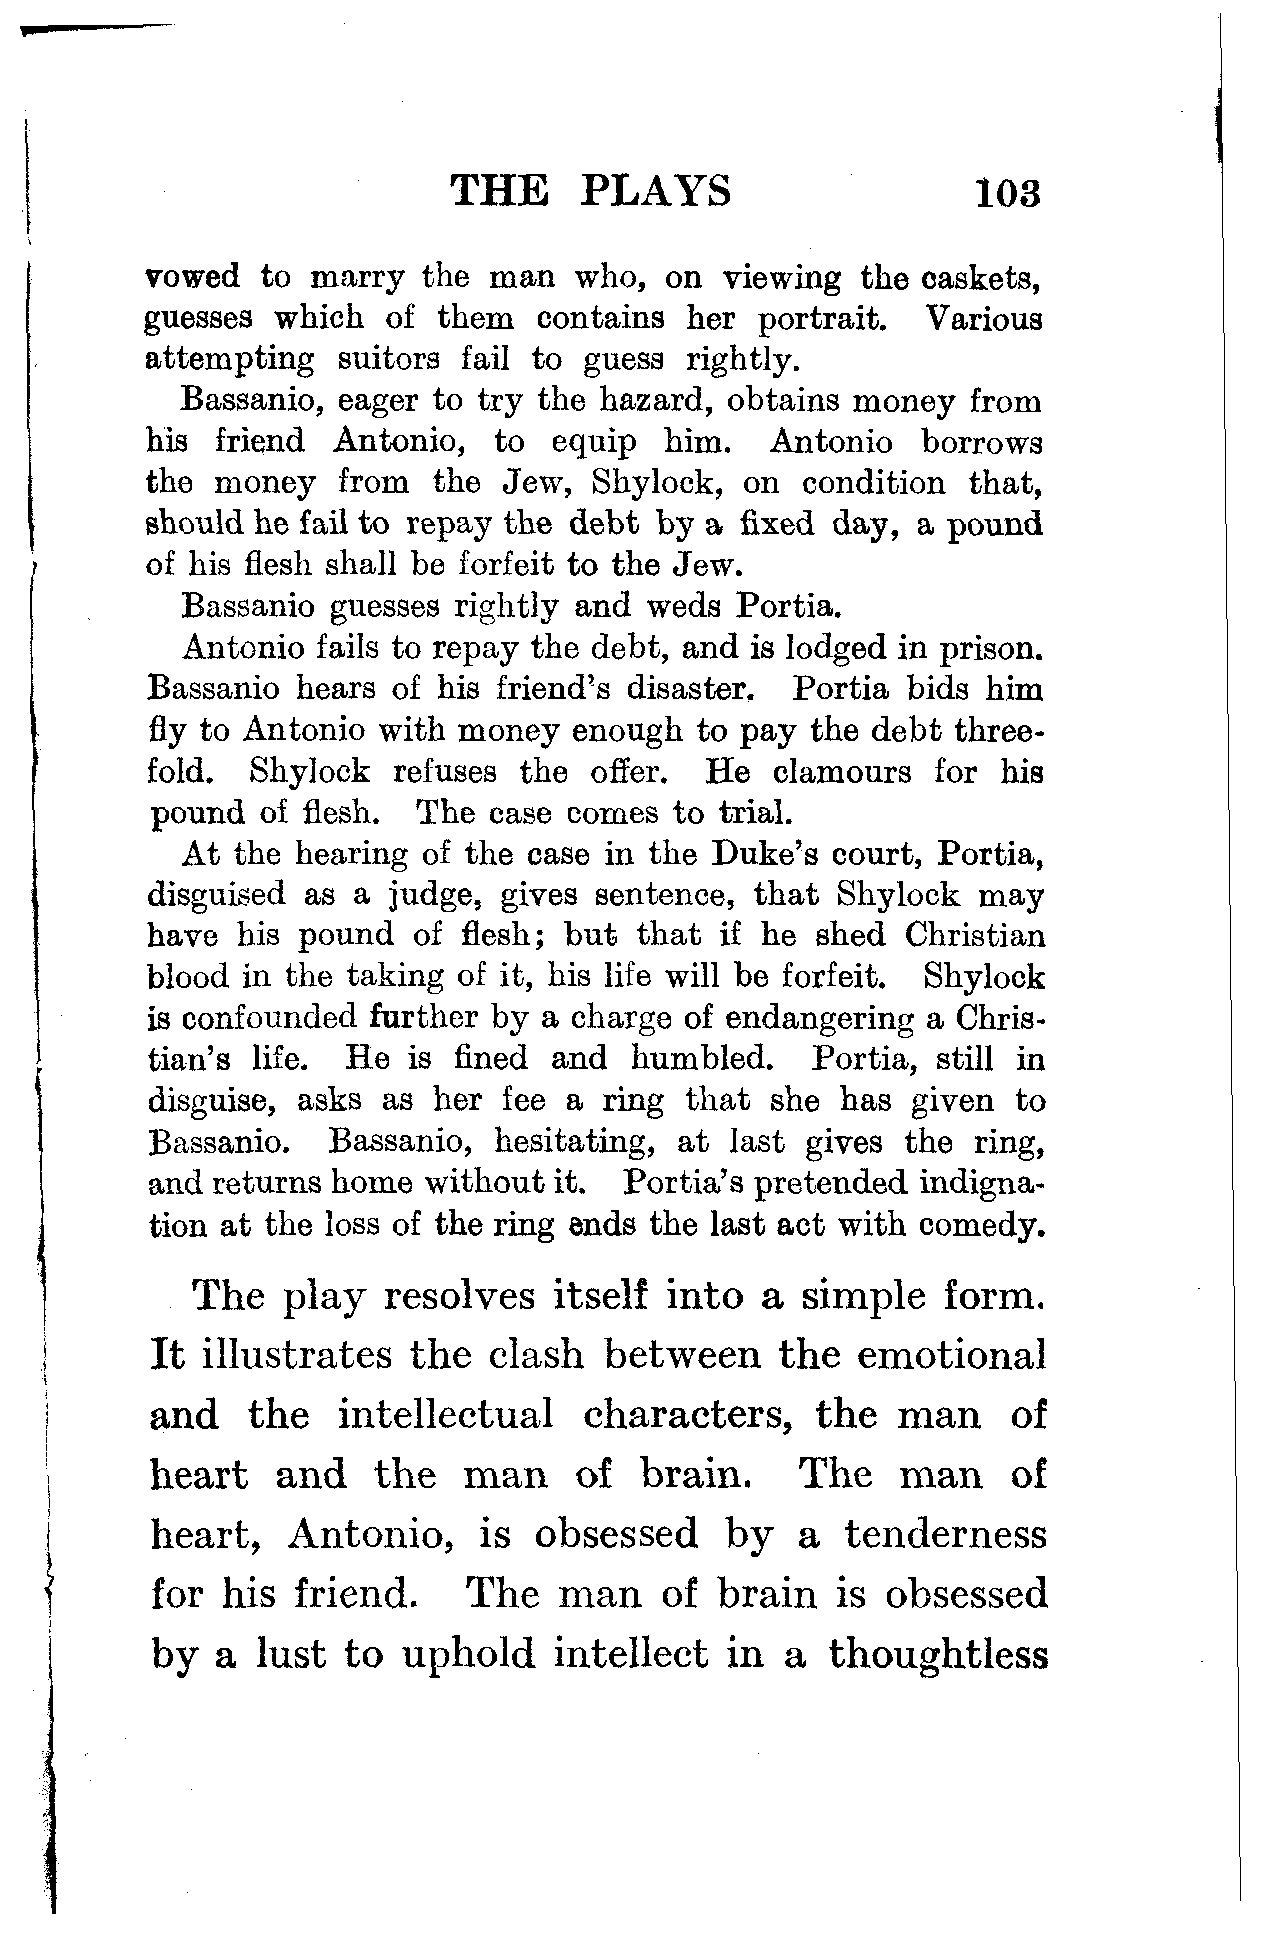 THE PLAYS 103
vowed to marry the man who, on viewing the caskets,
guesses which of them contains her portrait. Various
attempting suitors fail to guess rightly.
Bassanio, eager to try the hazard, obtains money from
his friend Antonio, to equip him. Antonio borrows
the money from the Jew, Shylock, on condition that,
should he fail to repay the debt by a fixed day, a pound
of his flesh shall be forfeit to the Jew.
Bassanio guesses rightly and weds Portia.
Antonio fails to repay the debt, and is lodged in prison.
Bassanio hears of his friend's disaster. Portia bids him
fly to Antonio with money enough to pay the debt three-
fold. Shylock refuses the offer. He clamours for his
pound of flesh. The case comes to trial.
At the hearing of the case in the Duke's court, Portia,
disguised as a judge, gives sentence, that Shylock may
have his pound of flesh; but that if he shed Christian
blood in the taking of it, his life will be forfeit. Shylock
is confounded further by a charge of endangering a Chris-
tian's life. He is fined and humbled. Portia, still in
disguise, asks as her fee a ring that she has given to
Bassanio. Bassanio, hesitating, at last gives the ring,
and returns home without it. Portia's pretended indigna-
tion at the loss of the ring ends the last act with comedy.
The play resolves itself into a simple form.
It illustrates the clash between the emotional
and the intellectual characters, the man of
heart and the man of brain. The man of
heart, Antonio, is obsessed by a tenderness
for his friend. The man of brain is obsessed
by a lust to uphold intellect in a thoughtless